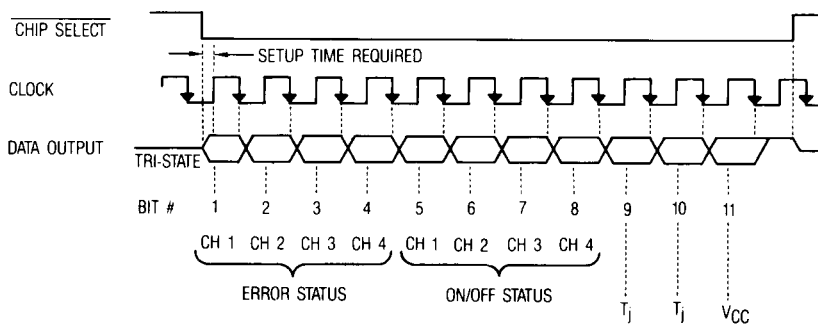 CHIP SELECT
SETUP TIME REQUIRED
CLOCK
DATA OUTPUT
TRI-STATE
BIT # 1 2 3 4 5 6 7 8 9 10 11
CH 1 CH 2 CH 3 CH 4 CH 1 CH 2 CH 3 CH 4
ERROR STATUS ON/OFF STATUS
Tj Tj VCC